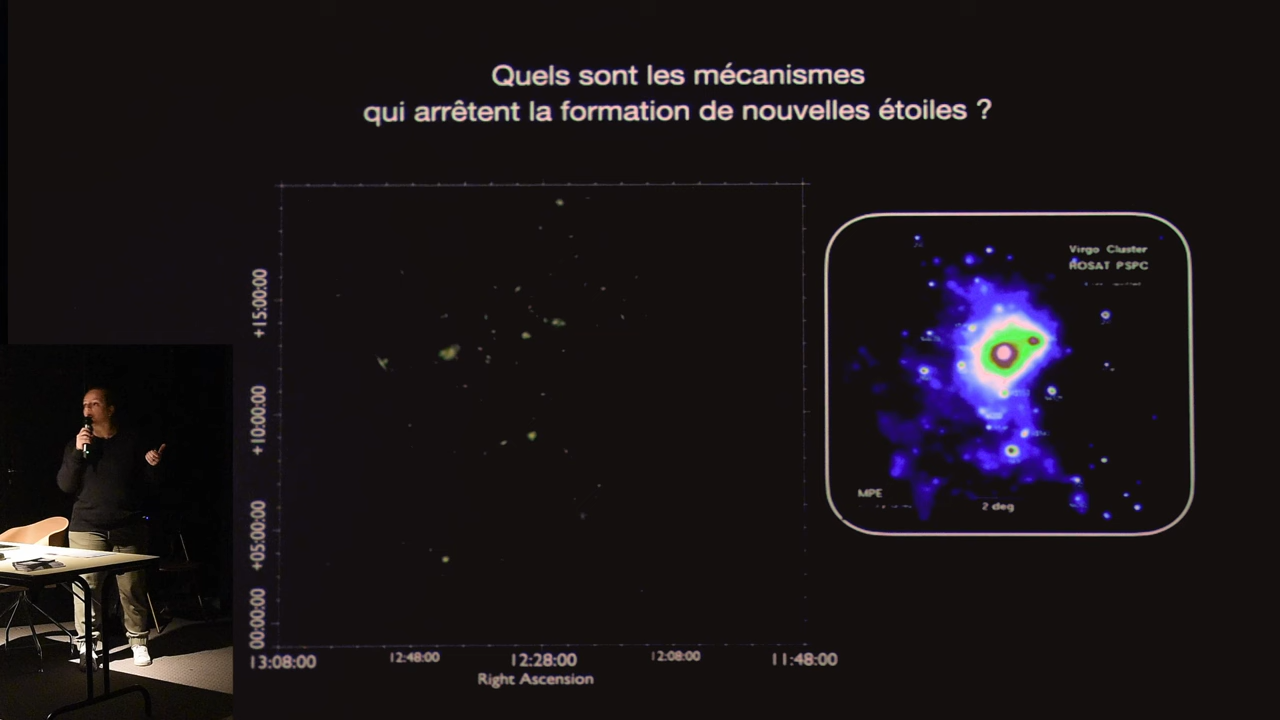 Quels sont les mécanismes
qui arrêtent la formation de nouvelles étoiles ?
Virgo Cluster
ROSAT PSPC
+15:00:00
+10:00:00
+05:00:00
00:00:00
MPE
2 deg
13:08:00
12:48:00
12:28:00
12:08:00
11:48:00
Right Ascension